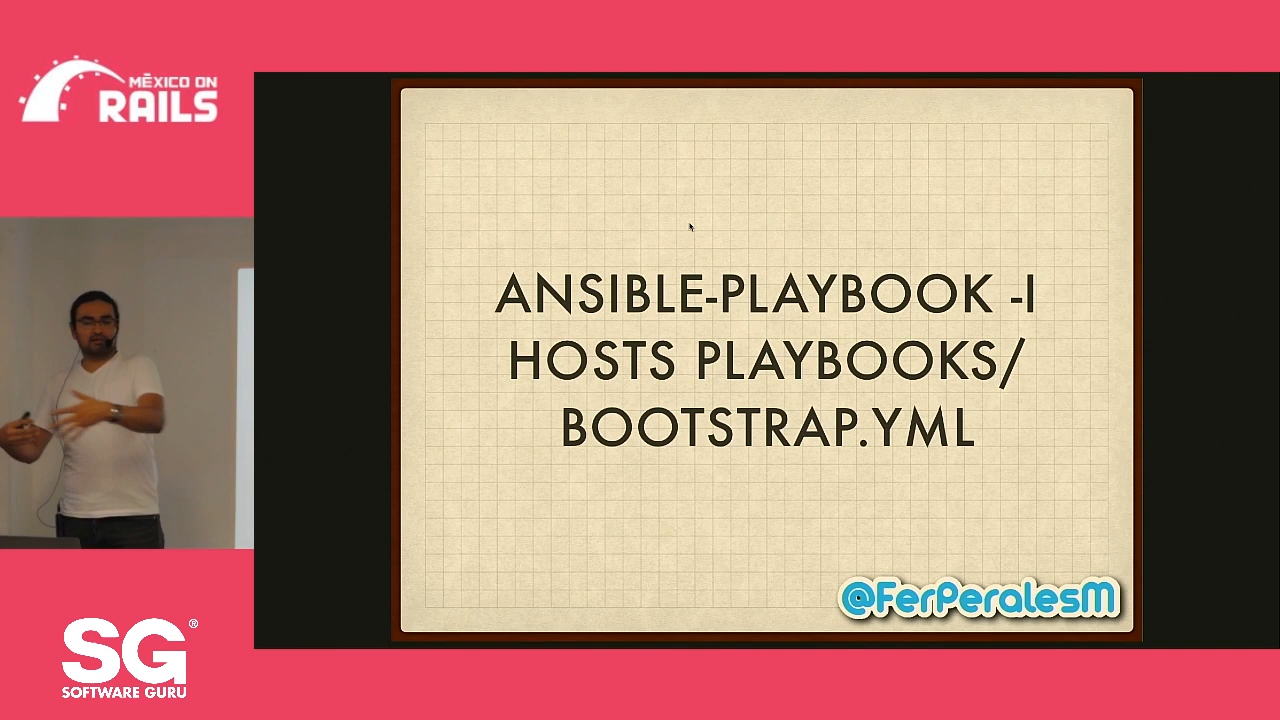 MÉXICO ON
RAILS
ANSIBLE-PLAYBOOK -I
HOSTS PLAYBOOKS/
BOOTSTRAP.YML
@FerPeralesM
SG®
SOFTWARE GURU